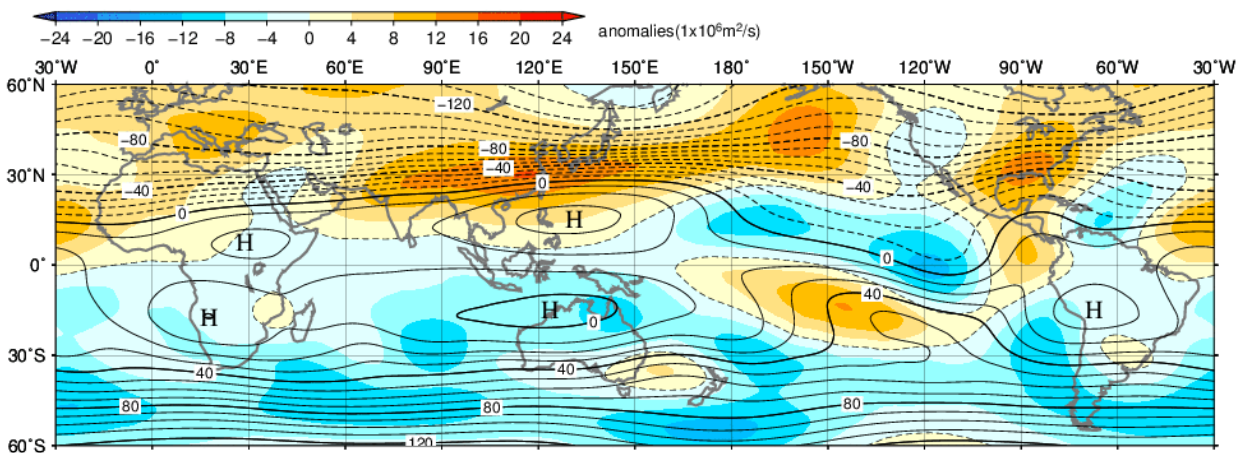 −24 −20 −16 −12 −8 −4 0 4 8 12 16 20 24 anomalies(1x10⁶m²/s)
30°W 0° 30°E 60°E 90°E 120°E 150°E 180° 150°W 120°W 90°W 60°W 30°W
60°N
−120
−80 −80 −80
−40 −40 −40
30°N
0 0
H H
0° 0
40
H H H
0
30°S
40 40
80 80 80
60°S 120